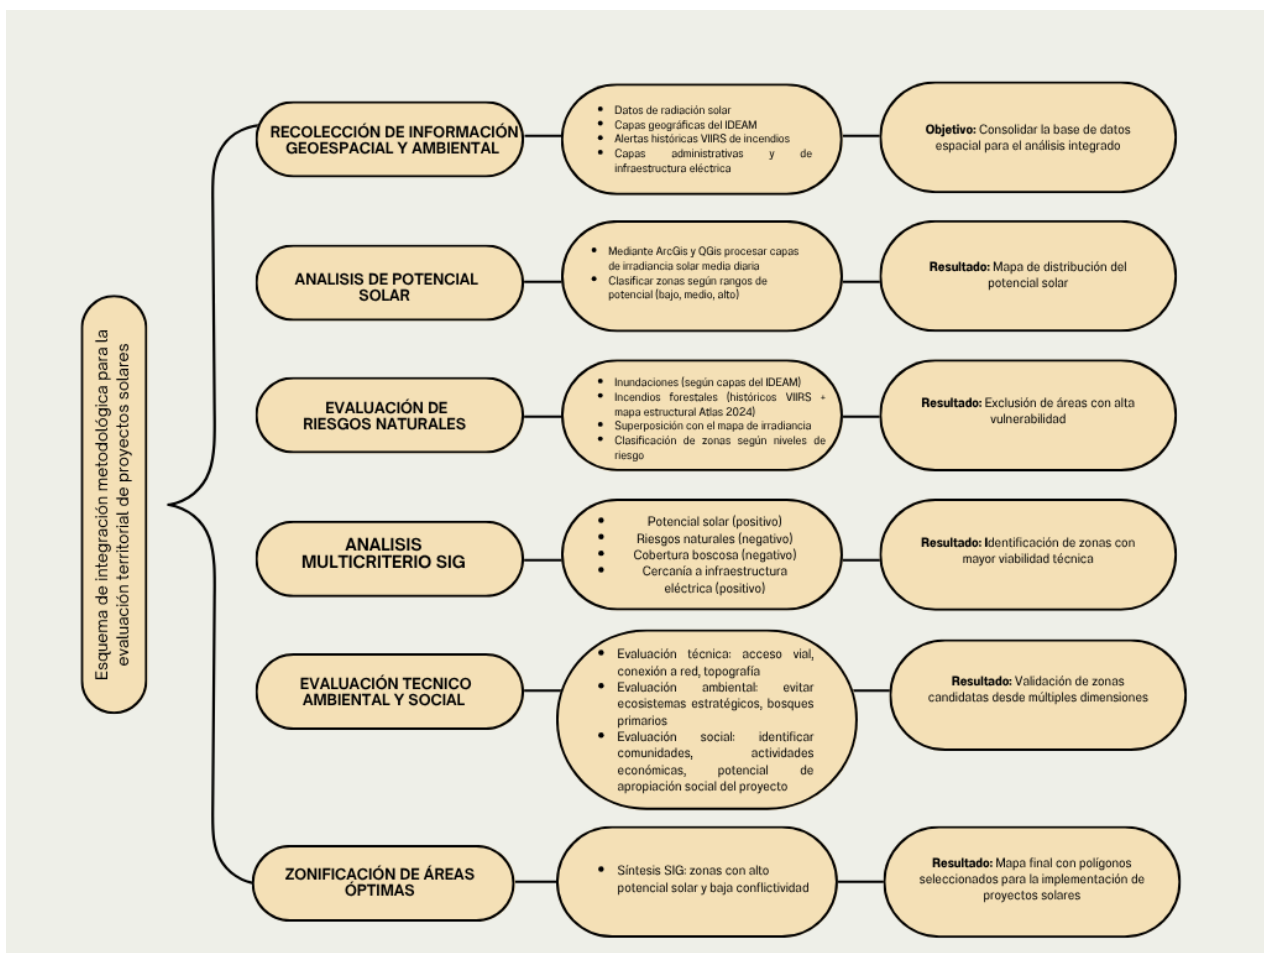 Esquema de integración metodológica para la
evaluación territorial de proyectos solares
RECOLECCIÓN DE INFORMACIÓN
GEOESPACIAL Y AMBIENTAL
• Datos de radiación solar
• Capas geográficas del IDEAM
• Alertas históricas VIIRS de incendios
• Capas administrativas y de
infraestructura eléctrica
Objetivo: Consolidar la base de datos
espacial para el análisis integrado
ANALISIS DE POTENCIAL
SOLAR
• Mediante ArcGis y QGis procesar capas
de irradiancia solar media diaria
• Clasificar zonas según rangos de
potencial (bajo, medio, alto)
Resultado: Mapa de distribución del
potencial solar
EVALUACIÓN DE
RIESGOS NATURALES
• Inundaciones (según capas del IDEAM)
• Incendios forestales (históricos VIIRS +
mapa estructural Atlas 2024)
• Superposición con el mapa de irradiancia
• Clasificación de zonas según niveles de
riesgo
Resultado: Exclusión de áreas con alta
vulnerabilidad
ANALISIS
MULTICRITERIO SIG
• Potencial solar (positivo)
• Riesgos naturales (negativo)
• Cobertura boscosa (negativo)
• Cercanía a infraestructura
eléctrica (positivo)
Resultado: Identificación de zonas con
mayor viabilidad técnica
EVALUACIÓN TECNICO
AMBIENTAL Y SOCIAL
• Evaluación técnica: acceso vial,
conexión a red, topografía
• Evaluación ambiental: evitar
ecosistemas estratégicos, bosques
primarios
• Evaluación social: identificar
comunidades, actividades
económicas, potencial de
apropiación social del proyecto
Resultado: Validación de zonas
candidatas desde múltiples dimensiones
ZONIFICACIÓN DE ÁREAS
ÓPTIMAS
• Síntesis SIG: zonas con alto
potencial solar y baja conflictividad
Resultado: Mapa final con polígonos
seleccionados para la implementación de
proyectos solares